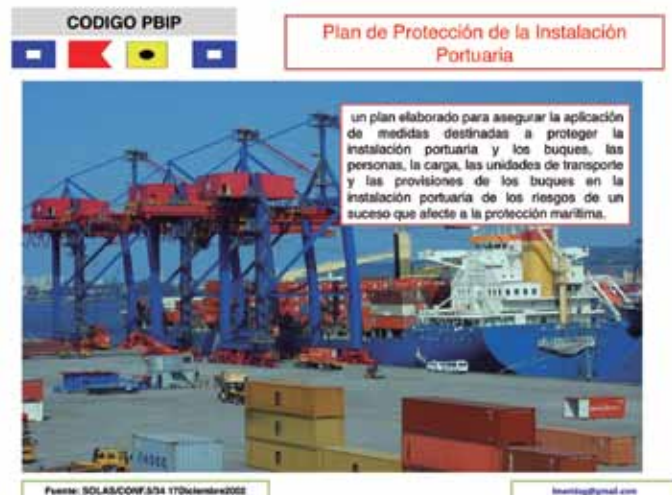 CODIGO PBIP
Plan de Protección de la Instalación
Portuaria
un plan elaborado para asegurar la aplicación
de medidas destinadas a proteger la
instalación portuaria y los buques, las
personas, la carga, las unidades de transporte
y las provisiones de los buques en la
instalación portuaria de los riesgos de un
suceso que afecte a la protección marítima.
Fuente: SOLAS/CONF.5/34 17Diciembre2002